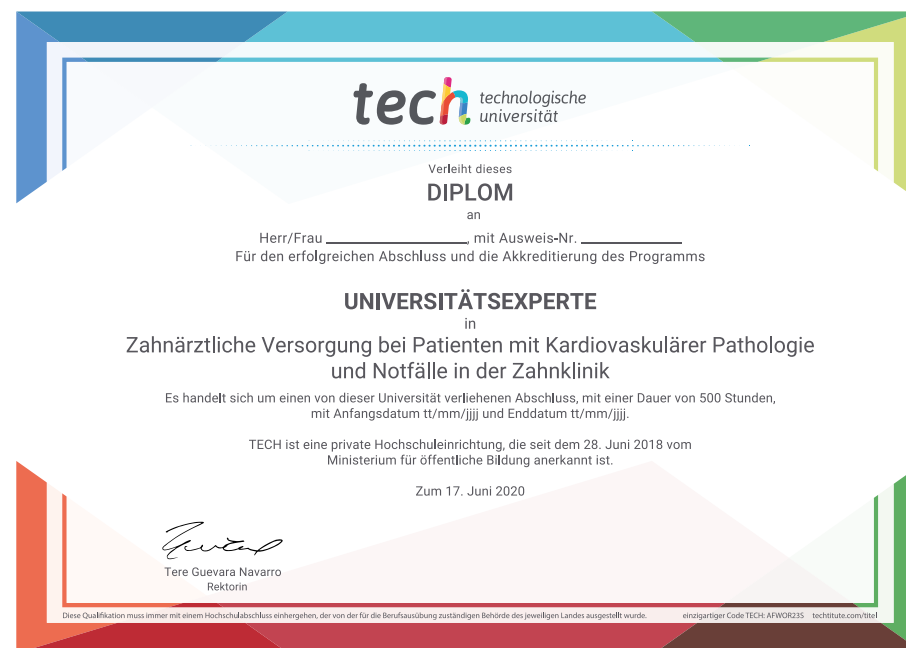 tech technologische
universität
Verleiht dieses
DIPLOM
an
Herr/Frau ____________________, mit Ausweis-Nr. ______________
Für den erfolgreichen Abschluss und die Akkreditierung des Programms
UNIVERSITÄTSEXPERTE
in
Zahnärztliche Versorgung bei Patienten mit Kardiovaskulärer Pathologie
und Notfälle in der Zahnklinik
Es handelt sich um einen von dieser Universität verliehenen Abschluss, mit einer Dauer von 500 Stunden,
mit Anfangsdatum tt/mm/jjjj und Enddatum tt/mm/jjjj.
TECH ist eine private Hochschuleinrichtung, die seit dem 28. Juni 2018 vom
Ministerium für öffentliche Bildung anerkannt ist.
Zum 17. Juni 2020
Tere Guevara Navarro
Rektorin
Diese Qualifikation muss immer mit einem Hochschulabschluss einhergehen, der von der für die Berufsausübung zuständigen Behörde des jeweiligen Landes ausgestellt wurde. einzigartiger Code TECH: AFWOR23S techtitute.com/titel